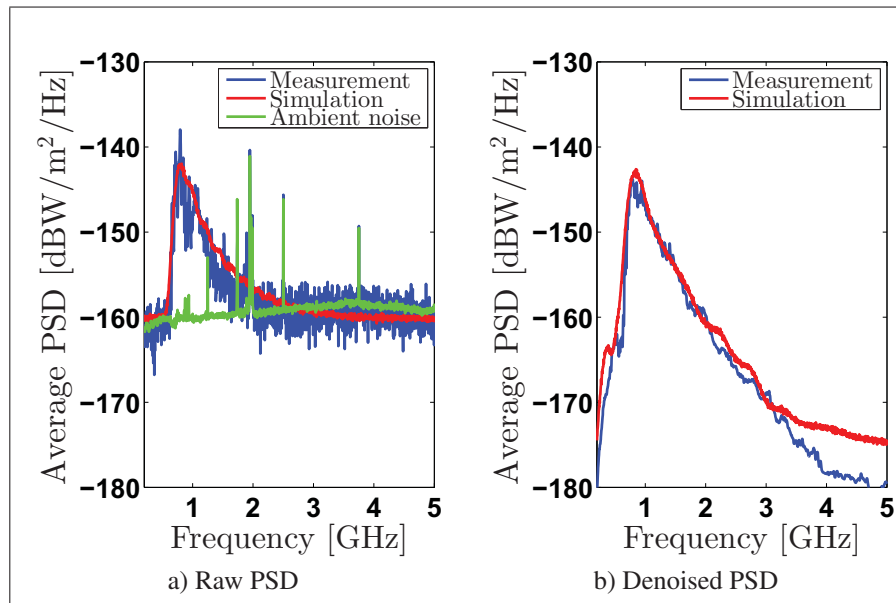 −130
−140
−150
−160
−170
−180
Average PSD [dBW/m²/Hz]
Measurement
Simulation
Ambient noise
1 2 3 4 5
Frequency [GHz]
a) Raw PSD
−130
−140
−150
−160
−170
−180
Average PSD [dBW/m²/Hz]
Measurement
Simulation
1 2 3 4 5
Frequency [GHz]
b) Denoised PSD